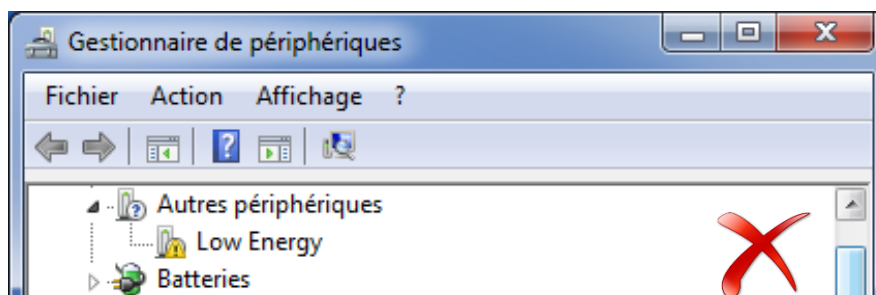 Gestionnaire de périphériques
Fichier Action Affichage ?
Autres périphériques
Low Energy
Batteries